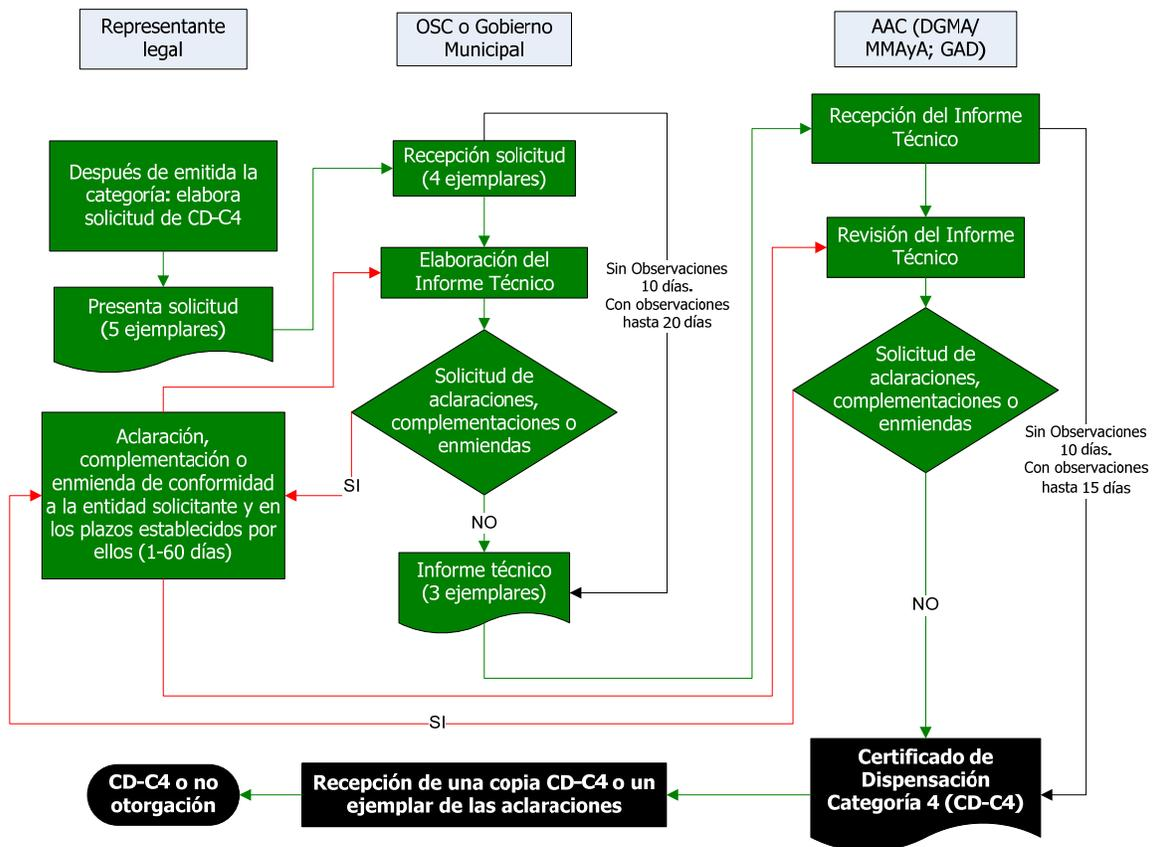 Representante
legal
OSC o Gobierno
Municipal
AAC (DGMA/
MMAyA; GAD)
Después de emitida la
categoría: elabora
solicitud de CD-C4
Presenta solicitud
(5 ejemplares)
Aclaración,
complementación o
enmienda de conformidad
a la entidad solicitante y en
los plazos establecidos por
ellos (1-60 días)
Recepción solicitud
(4 ejemplares)
Elaboración del
Informe Técnico
Solicitud de
aclaraciones,
complementaciones o
enmiendas
SI
NO
Informe técnico
(3 ejemplares)
Sin Observaciones
10 días.
Con observaciones
hasta 20 días
Recepción del Informe
Técnico
Revisión del Informe
Técnico
Solicitud de
aclaraciones,
complementaciones o
enmiendas
Sin Observaciones
10 días.
Con observaciones
hasta 15 días
NO
SI
Certificado de
Dispensación
Categoría 4 (CD-C4)
Recepción de una copia CD-C4 o un
ejemplar de las aclaraciones
CD-C4 o no
otorgación